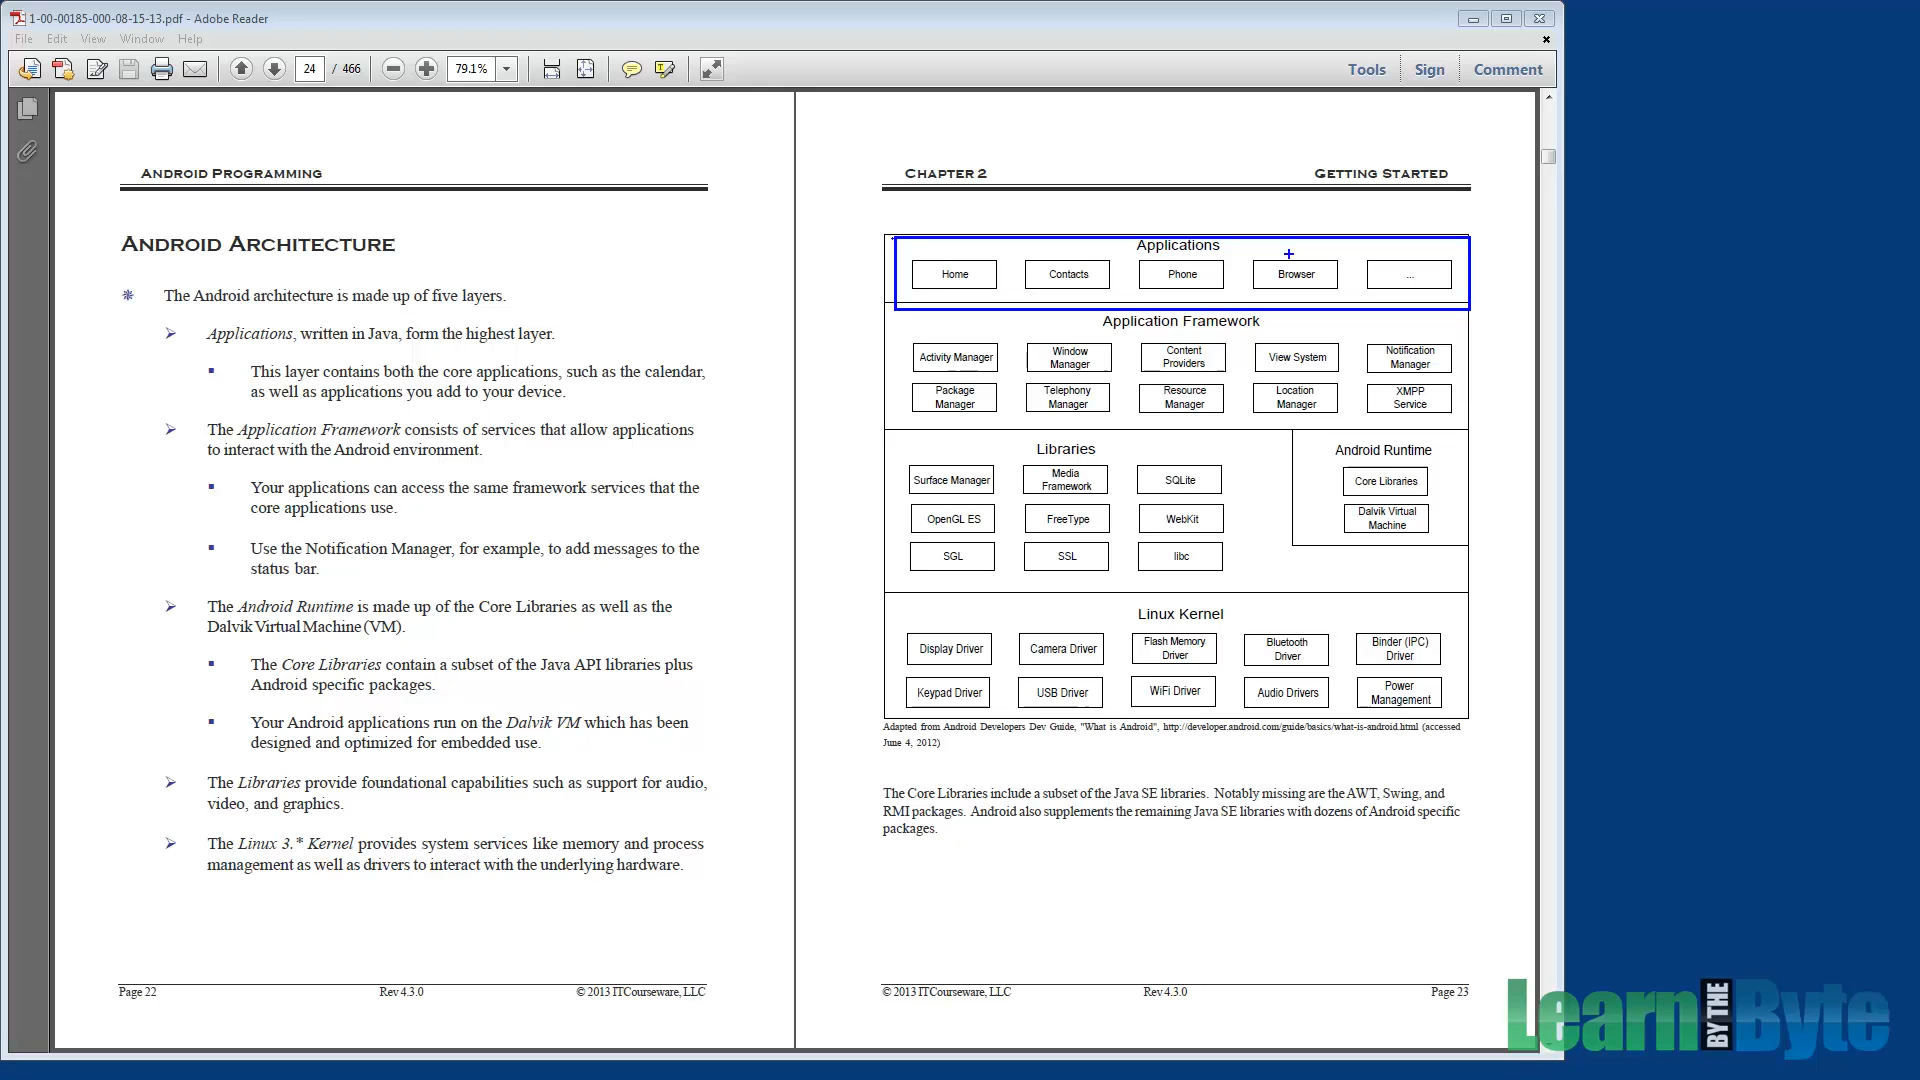 1-00-00185-000-08-15-13.pdf - Adobe Reader
File Edit View Window Help
24 / 466 79.1% Tools Sign Comment
ANDROID PROGRAMMING
ANDROID ARCHITECTURE
The Android architecture is made up of five layers.
Applications, written in Java, form the highest layer.
This layer contains both the core applications, such as the calendar,
as well as applications you add to your device.
The Application Framework consists of services that allow applications
to interact with the Android environment.
Your applications can access the same framework services that the
core applications use.
Use the Notification Manager, for example, to add messages to the
status bar.
The Android Runtime is made up of the Core Libraries as well as the
Dalvik Virtual Machine (VM).
The Core Libraries contain a subset of the Java API libraries plus
Android specific packages.
Your Android applications run on the Dalvik VM which has been
designed and optimized for embedded use.
The Libraries provide foundational capabilities such as support for audio,
video, and graphics.
The Linux 3.* Kernel provides system services like memory and process
management as well as drivers to interact with the underlying hardware.
Page 22 Rev 4.3.0 © 2013 ITCourseware, LLC
CHAPTER 2 GETTING STARTED
Applications
Home Contacts Phone Browser ...
Application Framework
Activity Manager
Window
Manager
Content
Providers
View System
Notification
Manager
Package
Manager
Telephony
Manager
Resource
Manager
Location
Manager
XMPP
Service
Libraries
Surface Manager
Media
Framework
SQLite
OpenGL ES FreeType WebKit
SGL SSL libc
Android Runtime
Core Libraries
Dalvik Virtual
Machine
Linux Kernel
Display Driver Camera Driver
Flash Memory
Driver
Bluetooth
Driver
Binder (IPC)
Driver
Keypad Driver USB Driver WiFi Driver Audio Drivers
Power
Management
Adapted from Android Developers Dev Guide, "What is Android", http://developer.android.com/guide/basics/what-is-android.html (accessed
June 4, 2012)
The Core Libraries include a subset of the Java SE libraries. Notably missing are the AWT, Swing, and
RMI packages. Android also supplements the remaining Java SE libraries with dozens of Android specific
packages.
© 2013 ITCourseware, LLC Rev 4.3.0 Page 23
Learn BY THE Byte